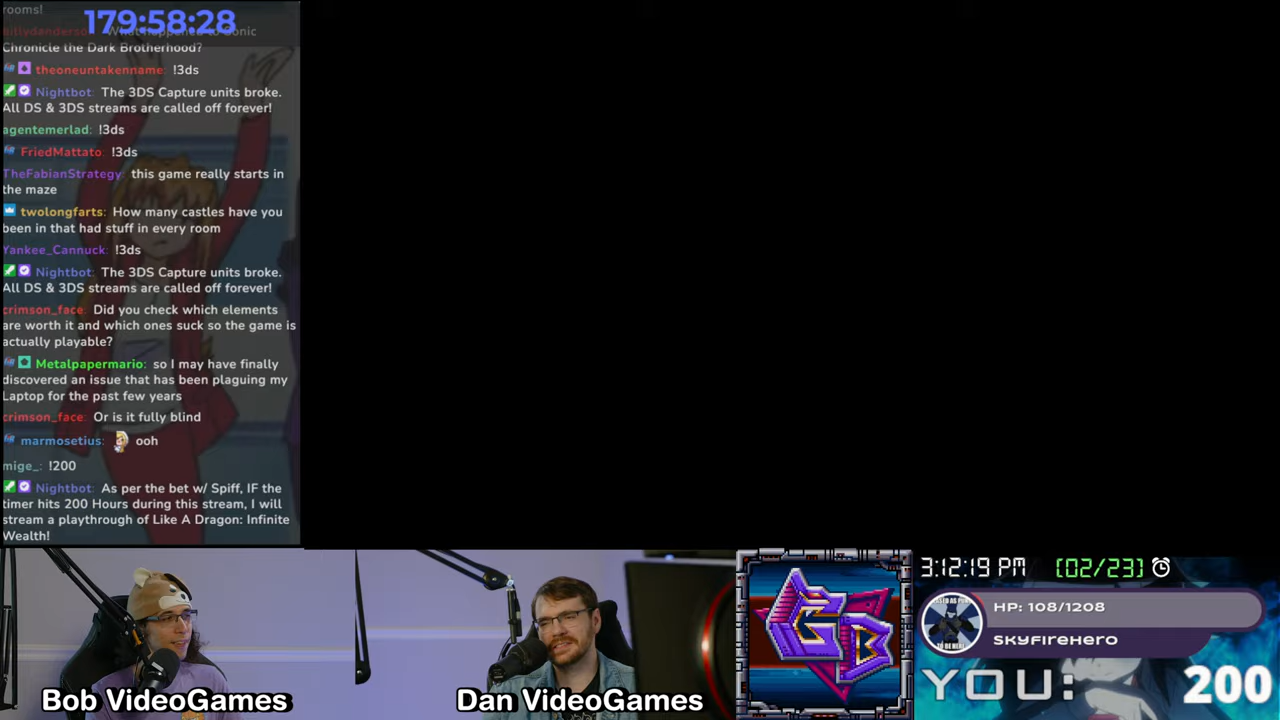 rooms!
179:58:28
What happened to Sonic
Chronicle the Dark Brotherhood?
theoneuntakenname: !3ds
Nightbot: The 3DS Capture units broke.
All DS & 3DS streams are called off forever!
agentemerlad: !3ds
FriedMattato: !3ds
TheFabianStrategy: this game really starts in
the maze
twolongfarts: How many castles have you
been in that had stuff in every room
Yankee_Cannuck: !3ds
Nightbot: The 3DS Capture units broke.
All DS & 3DS streams are called off forever!
crimson_face: Did you check which elements
are worth it and which ones suck so the game is
actually playable?
Metalpapermario: so I may have finally
discovered an issue that has been plaguing my
Laptop for the past few years
crimson_face: Or is it fully blind
marmosetius: ooh
mige_: !200
Nightbot: As per the bet w/ Spiff, IF the
timer hits 200 Hours during this stream, I will
stream a playthrough of Like A Dragon: Infinite
Wealth!
Bob VideoGames
Dan VideoGames
GB
3:12:19 PM [02/23]
HP: 108/1208
SKYFIREHERO
YOU: 200